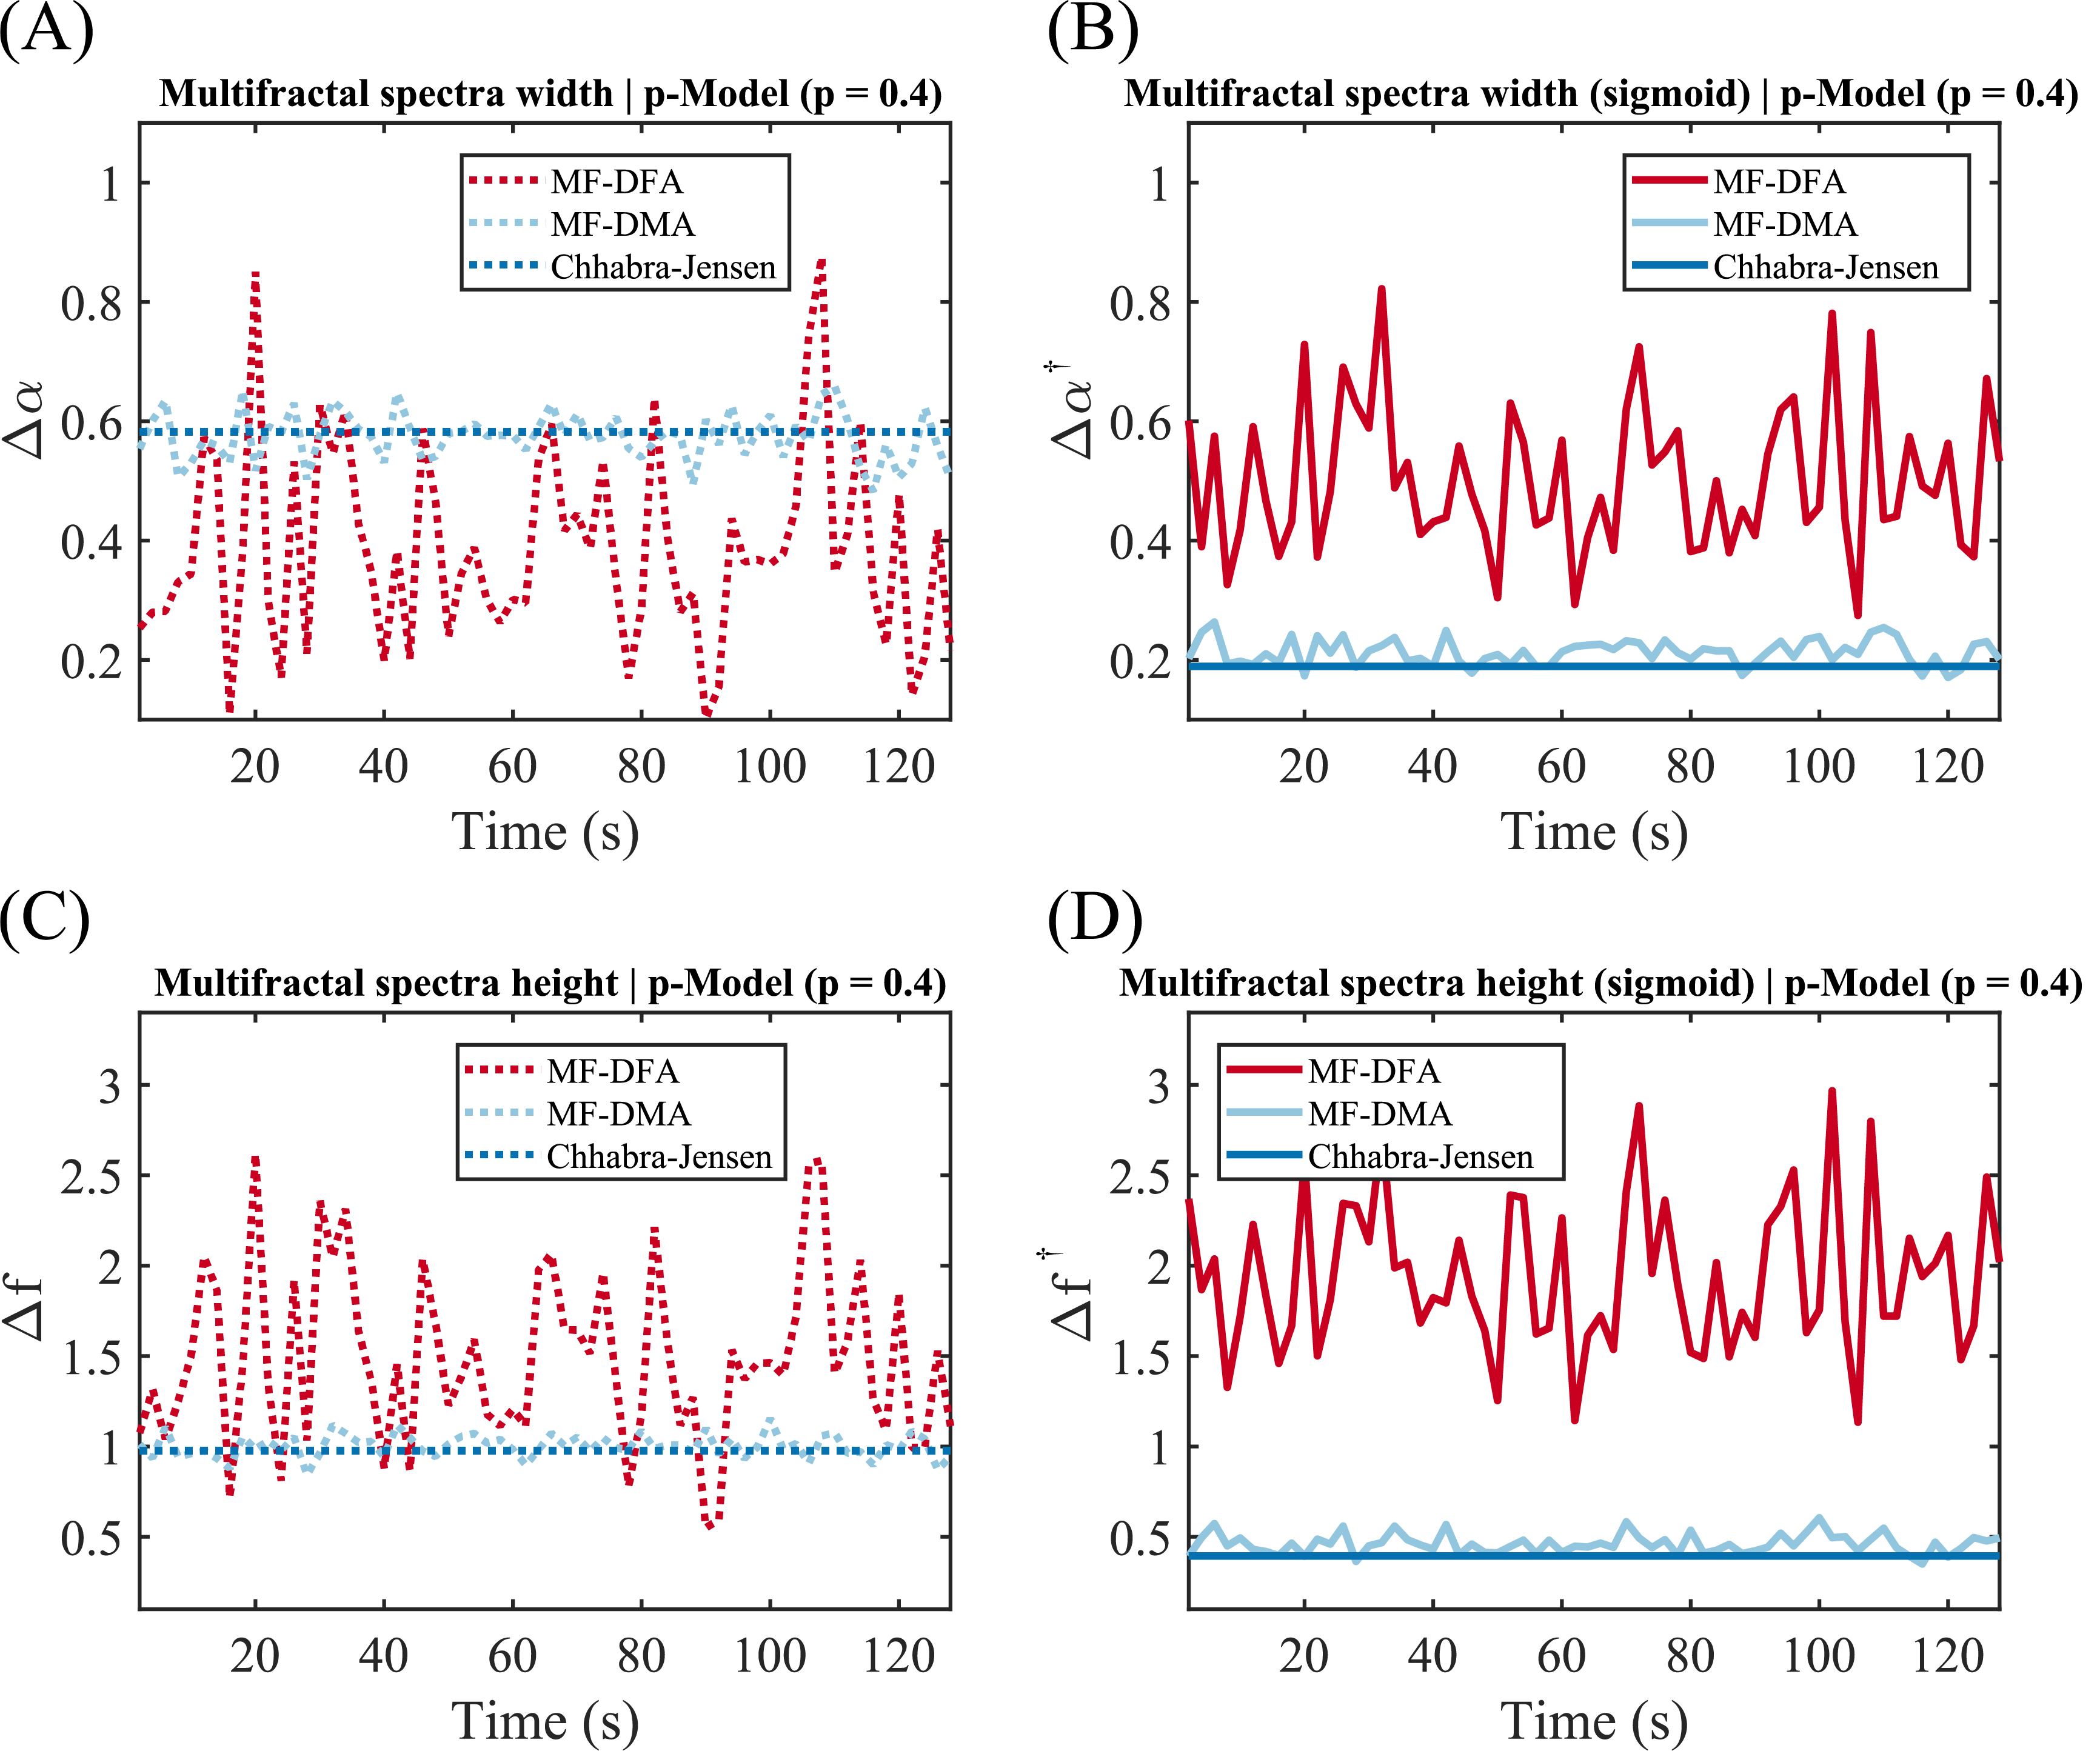 (A)
Multifractal spectra width | p-Model (p = 0.4)
MF-DFA
MF-DMA
Chhabra-Jensen
1
0.8
0.6
0.4
0.2
Δα
20 40 60 80 100 120
Time (s)
(B)
Multifractal spectra width (sigmoid) | p-Model (p = 0.4)
MF-DFA
MF-DMA
Chhabra-Jensen
1
0.8
0.6
0.4
0.2
Δα†
20 40 60 80 100 120
Time (s)
(C)
Multifractal spectra height | p-Model (p = 0.4)
MF-DFA
MF-DMA
Chhabra-Jensen
3
2.5
2
1.5
1
0.5
Δf
20 40 60 80 100 120
Time (s)
(D)
Multifractal spectra height (sigmoid) | p-Model (p = 0.4)
MF-DFA
MF-DMA
Chhabra-Jensen
3
2.5
2
1.5
1
0.5
Δf†
20 40 60 80 100 120
Time (s)